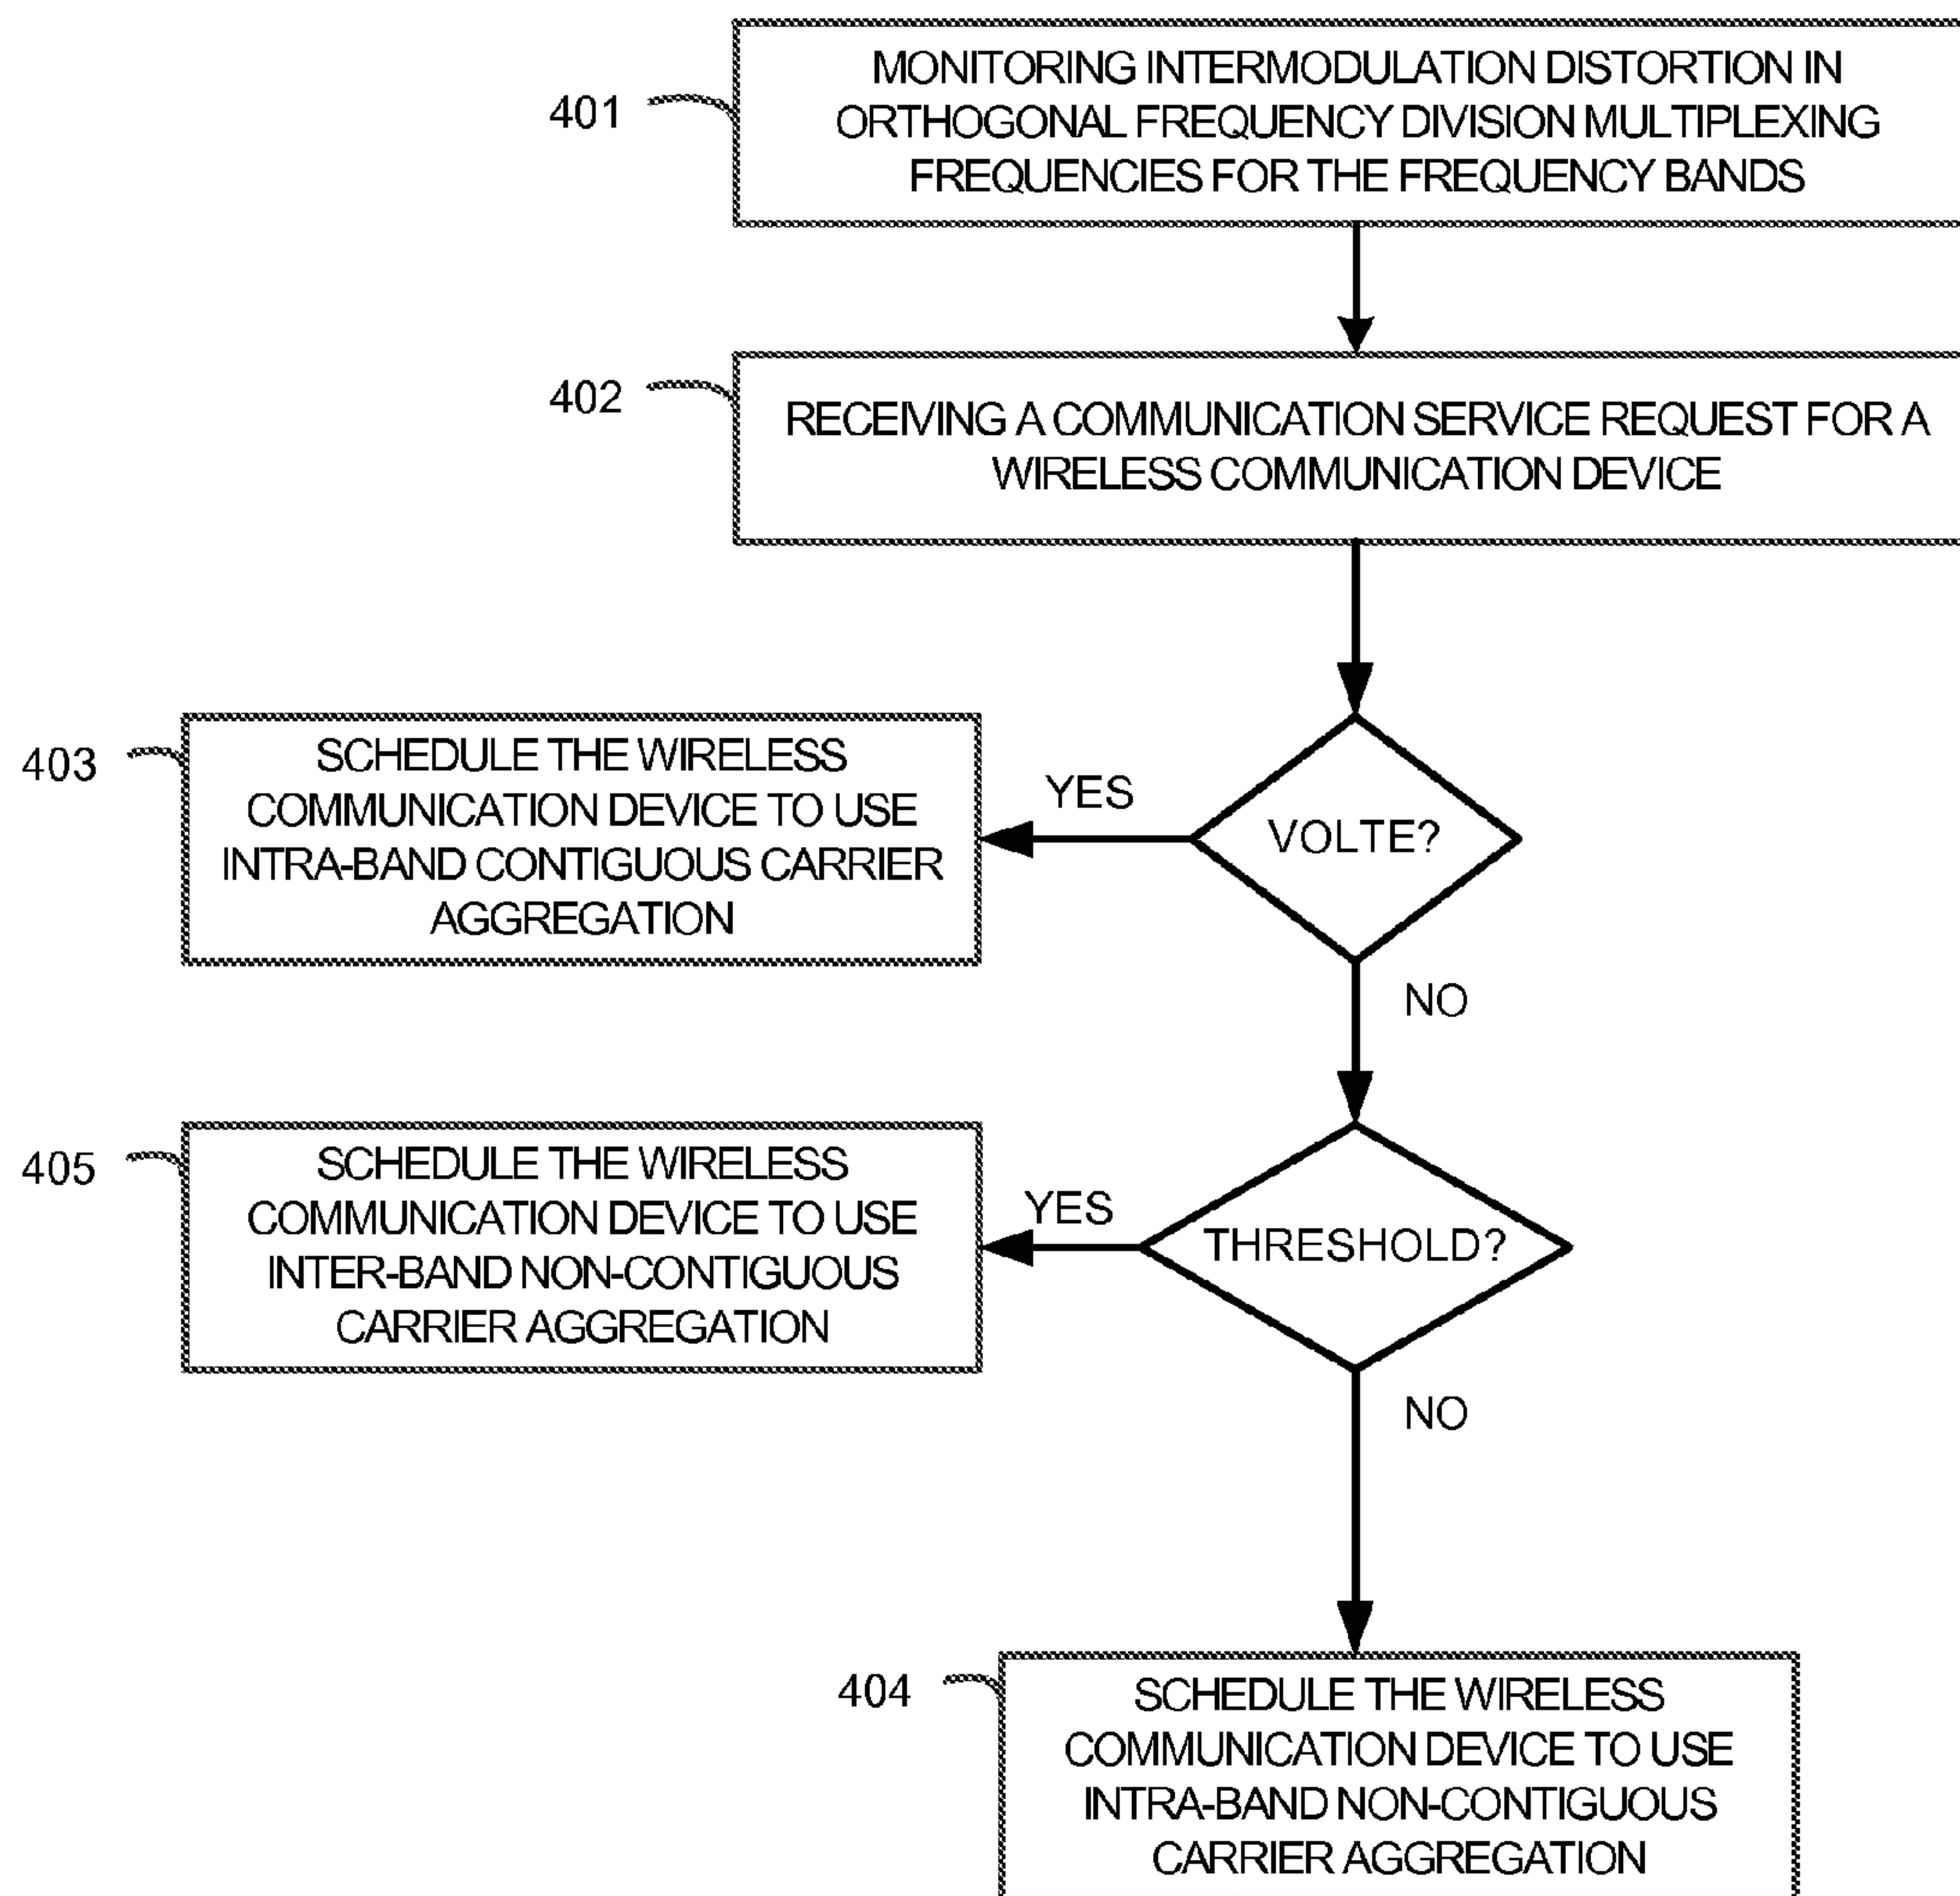 401
MONITORING INTERMODULATION DISTORTION IN
ORTHOGONAL FREQUENCY DIVISION MULTIPLEXING
FREQUENCIES FOR THE FREQUENCY BANDS
402
RECEIVING A COMMUNICATION SERVICE REQUEST FOR A
WIRELESS COMMUNICATION DEVICE
403
SCHEDULE THE WIRELESS
COMMUNICATION DEVICE TO USE
INTRA-BAND CONTIGUOUS CARRIER
AGGREGATION
YES
VOLTE?
NO
405
SCHEDULE THE WIRELESS
COMMUNICATION DEVICE TO USE
INTER-BAND NON-CONTIGUOUS
CARRIER AGGREGATION
YES
THRESHOLD?
NO
404
SCHEDULE THE WIRELESS
COMMUNICATION DEVICE TO USE
INTRA-BAND NON-CONTIGUOUS
CARRIER AGGREGATION